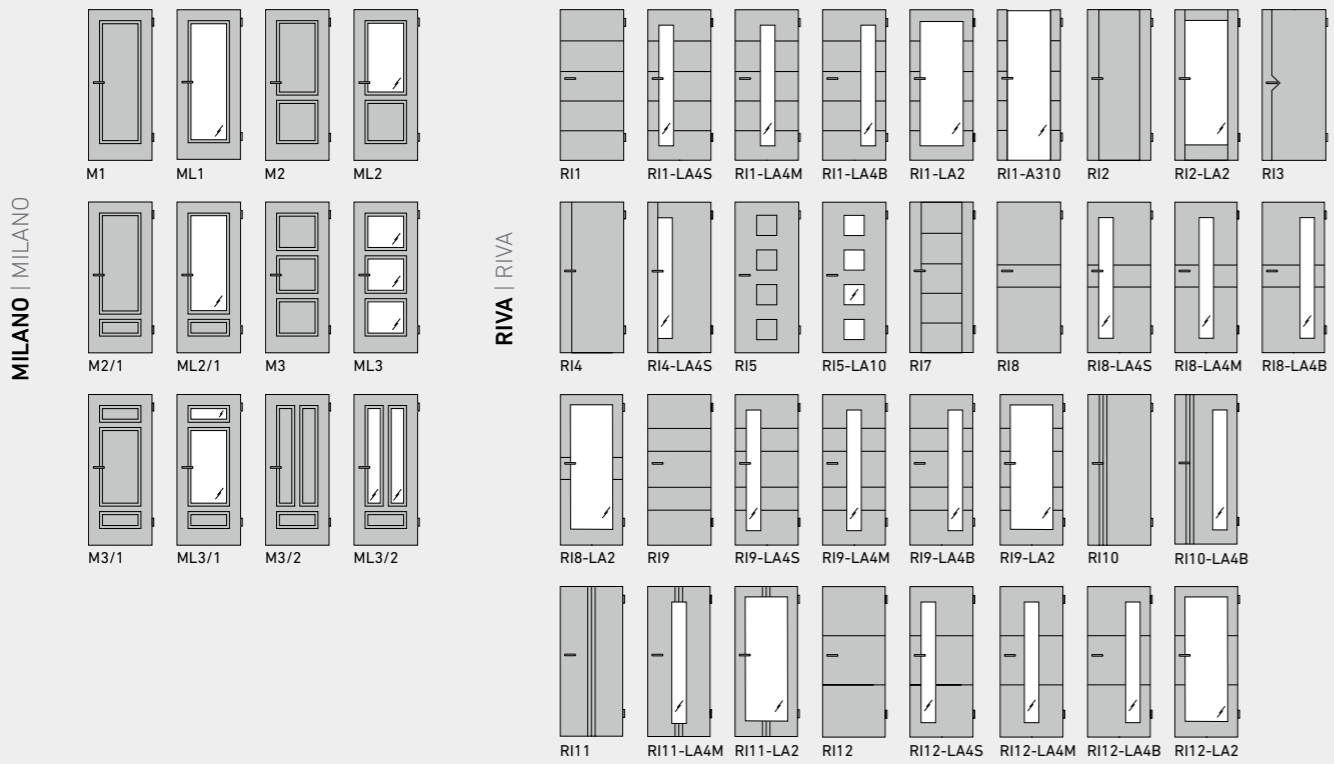 MILANO | MILANO
M1 ML1 M2 ML2
M2/1 ML2/1 M3 ML3
M3/1 ML3/1 M3/2 ML3/2
RIVA | RIVA
RI1 RI1-LA4S RI1-LA4M RI1-LA4B RI1-LA2 RI1-A310 RI2 RI2-LA2 RI3
RI4 RI4-LA4S RI5 RI5-LA10 RI7 RI8 RI8-LA4S RI8-LA4M RI8-LA4B
RI8-LA2 RI9 RI9-LA4S RI9-LA4M RI9-LA4B RI9-LA2 RI10 RI10-LA4B
RI11 RI11-LA4M RI11-LA2 RI12 RI12-LA4S RI12-LA4M RI12-LA4B RI12-LA2